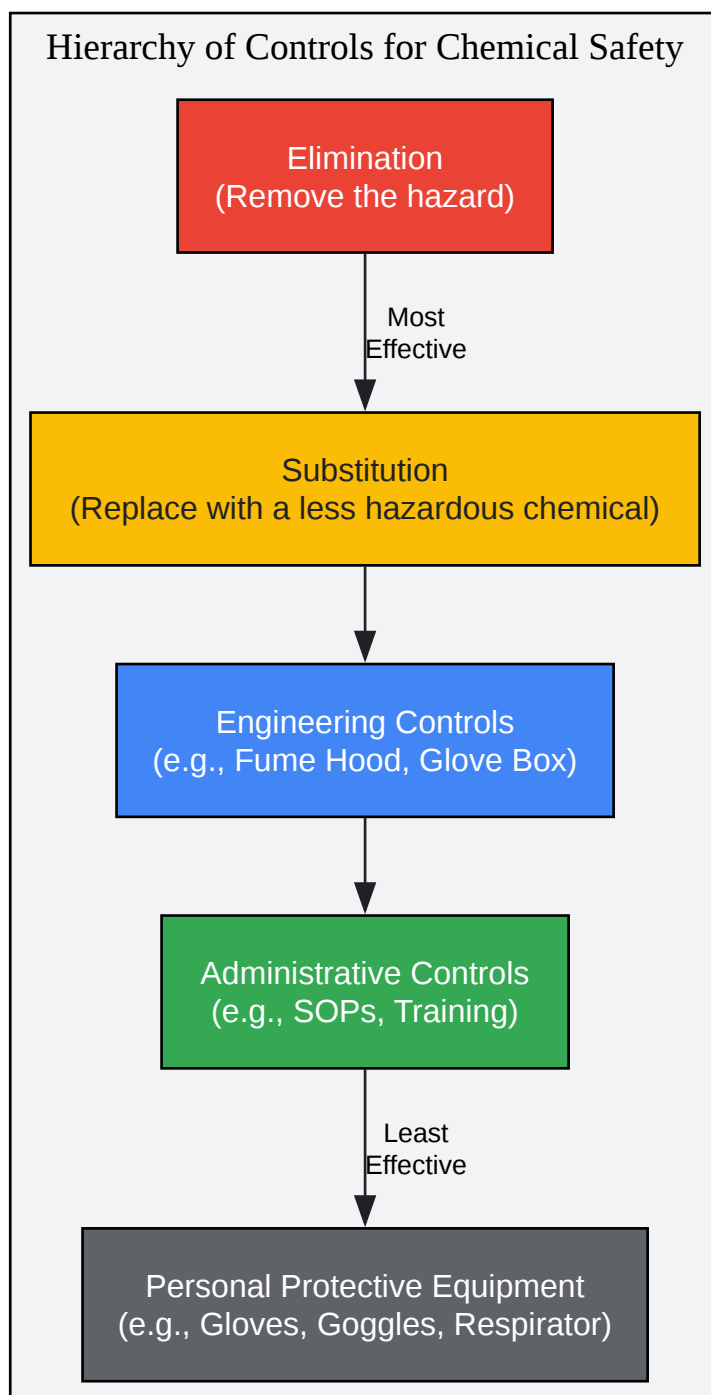 Hierarchy of Controls for Chemical Safety
Elimination
(Remove the hazard)
Most
Effective
Substitution
(Replace with a less hazardous chemical)
Engineering Controls
(e.g., Fume Hood, Glove Box)
Administrative Controls
(e.g., SOPs, Training)
Least
Effective
Personal Protective Equipment
(e.g., Gloves, Goggles, Respirator)